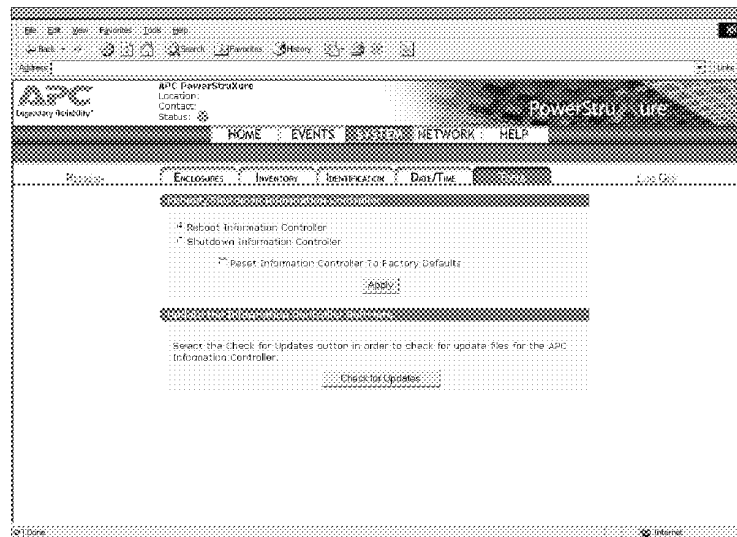 File Edit View Favorites Tools Help
Back Search Favorites History
Address Links
APC
Legendary Reliability™
APC PowerStruXure
Location:
Contact:
Status:
PowerStruXure
HOME EVENTS SYSTEM NETWORK HELP
ENCLOSURES INVENTORY IDENTIFICATION DATE/TIME Log Out
Reboot Information Controller
Shutdown Information Controller
Reset Information Controller To Factory Defaults
Apply
Select the Check for Updates button in order to check for update files for the APC
Information Controller.
Check for Updates
Done Internet